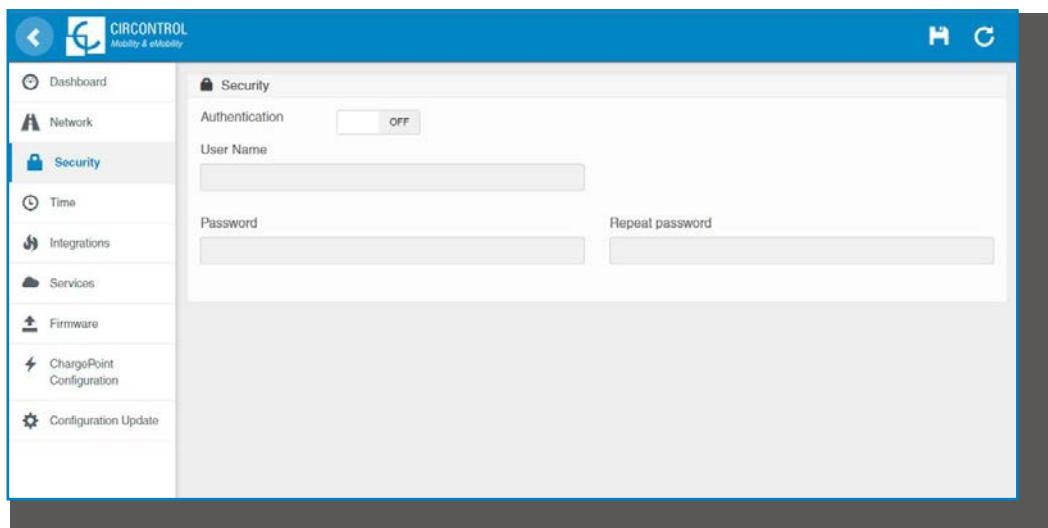 CIRCONTROL
Mobility & eMobility
Dashboard
Network
Security
Time
Integrations
Services
Firmware
ChargePoint
Configuration
Configuration Update
Security
Authentication
OFF
User Name
Password
Repeat password